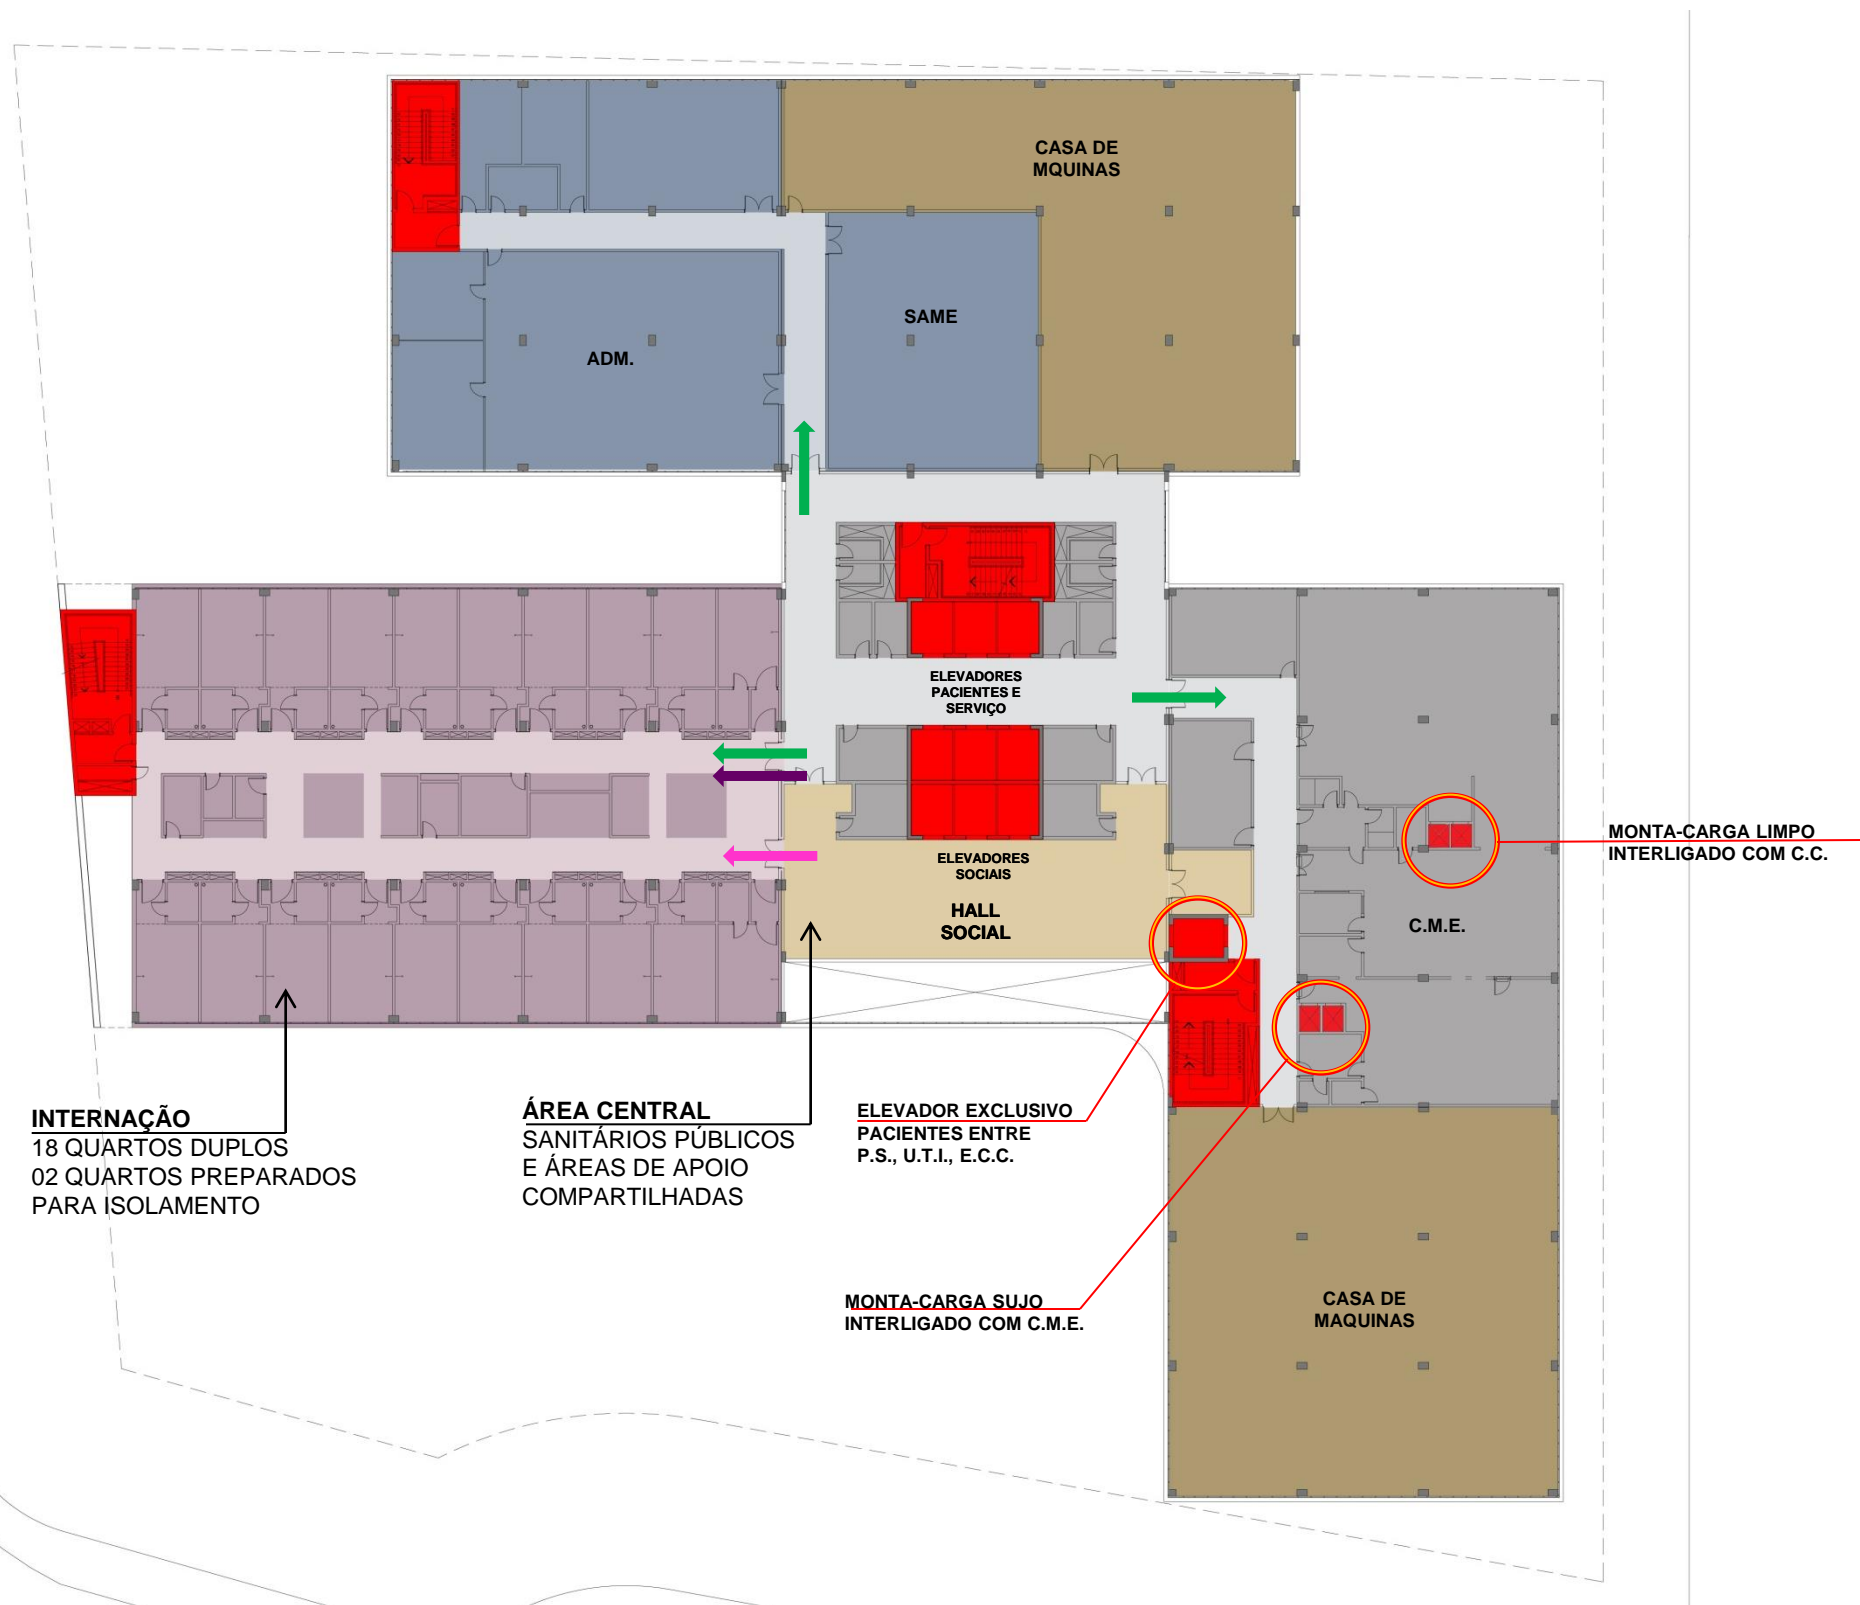 CASA DE
MQUINAS
SAME
ADM.
ELEVADORES
PACIENTES E
SERVIÇO
MONTA-CARGA LIMPO
INTERLIGADO COM C.C.
ELEVADORES
SOCIAIS
HALL
SOCIAL
C.M.E.
INTERNAÇÃO
18 QUARTOS DUPLOS
02 QUARTOS PREPARADOS
PARA ISOLAMENTO
ÁREA CENTRAL
SANITÁRIOS PÚBLICOS
E ÁREAS DE APOIO
COMPARTILHADAS
ELEVADOR EXCLUSIVO
PACIENTES ENTRE
P.S., U.T.I., E.C.C.
MONTA-CARGA SUJO
INTERLIGADO COM C.M.E.
CASA DE
MAQUINAS